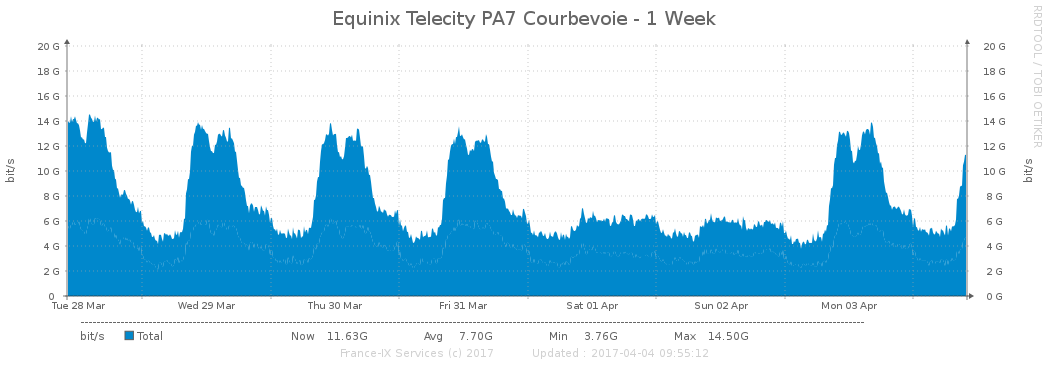 Equinix Telecity PA7 Courbevoie - 1 Week
RRDTOOL / TOBI OETIKER
20 G 20 G
18 G 18 G
16 G 16 G
14 G 14 G
12 G 12 G
10 G 10 G
8 G 8 G
6 G 6 G
4 G 4 G
2 G 2 G
0 0 G
bit/s bit/s
Tue 28 Mar Wed 29 Mar Thu 30 Mar Fri 31 Mar Sat 01 Apr Sun 02 Apr Mon 03 Apr
bit/s Total Now 11.63G Avg 7.70G Min 3.76G Max 14.50G
France-IX Services (c) 2017 Updated : 2017-04-04 09:55:12